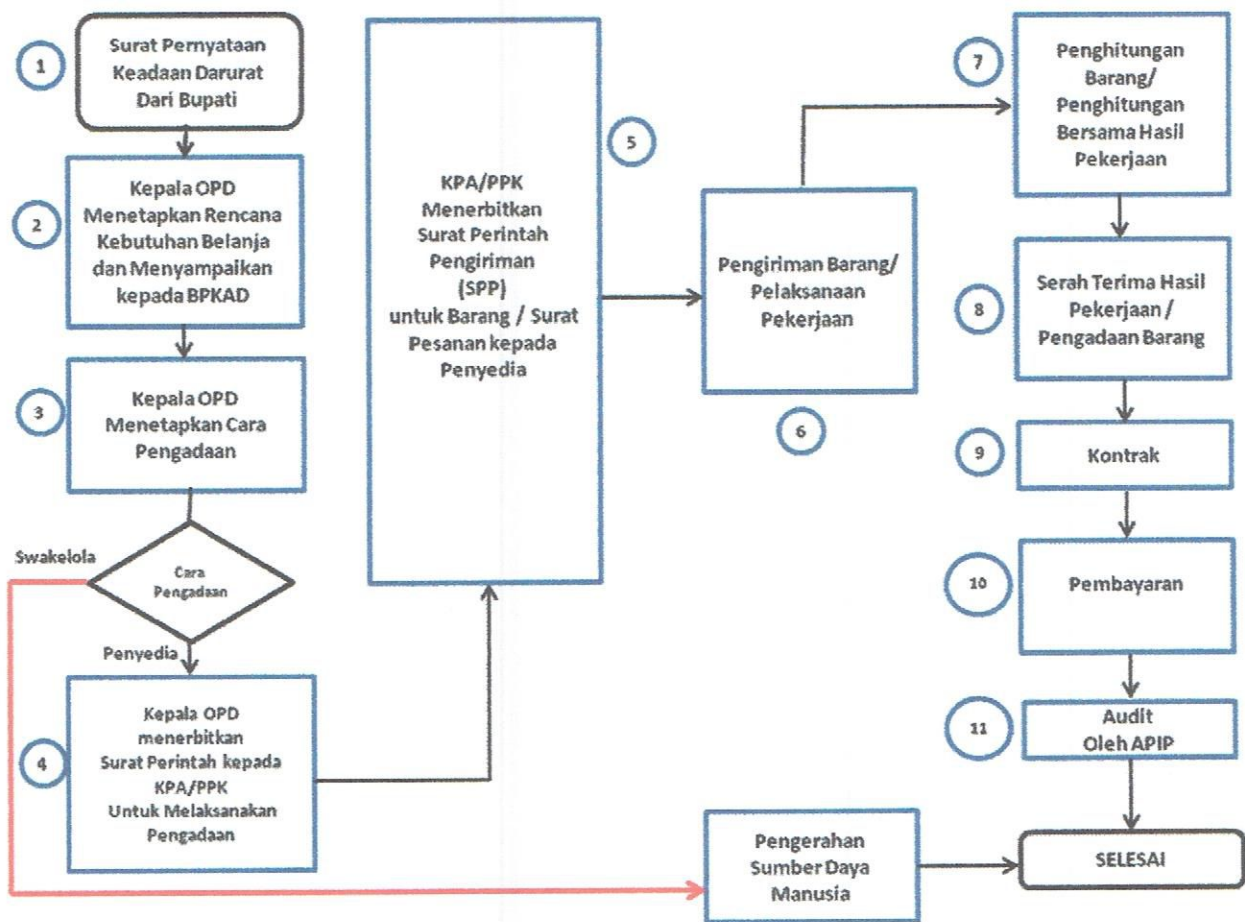 1
Surat Pernyataan
Keadaan Darurat
Dari Bupati
2
Kepala OPD
Menetapkan Rencana
Kebutuhan Belanja
dan Menyampaikan
kepada BPKAD
3
Kepala OPD
Menetapkan Cara
Pengadaan
Swakelola
Cara
Pengadaan
Penyedia
4
Kepala OPD
menerbitkan
Surat Perintah kepada
KPA/PPK
Untuk Melaksanakan
Pengadaan
5
KPA/PPK
Menerbitkan
Surat Perintah
Pengiriman
(SPP)
untuk Barang / Surat
Pesanan kepada
Penyedia
Pengiriman Barang/
Pelaksanaan
Pekerjaan
6
7
Penghitungan
Barang/
Penghitungan
Bersama Hasil
Pekerjaan
8
Serah Terima Hasil
Pekerjaan /
Pengadaan Barang
9
Kontrak
10
Pembayaran
11
Audit
Oleh APIP
Pengerahan
Sumber Daya
Manusia
SELESAI